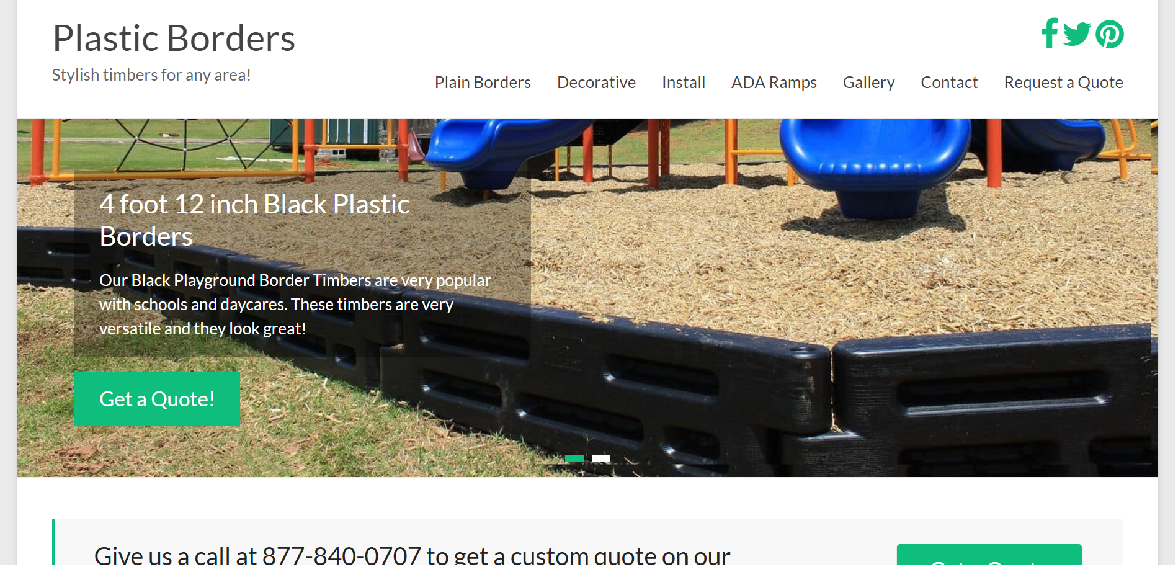 Plastic Borders
Stylish timbers for any area!
Plain Borders Decorative Install ADA Ramps Gallery Contact Request a Quote
4 foot 12 inch Black Plastic
Borders
Our Black Playground Border Timbers are very popular
with schools and daycares. These timbers are very
versatile and they look great!
Get a Quote!
Give us a call at 877-840-0707 to get a custom quote on our